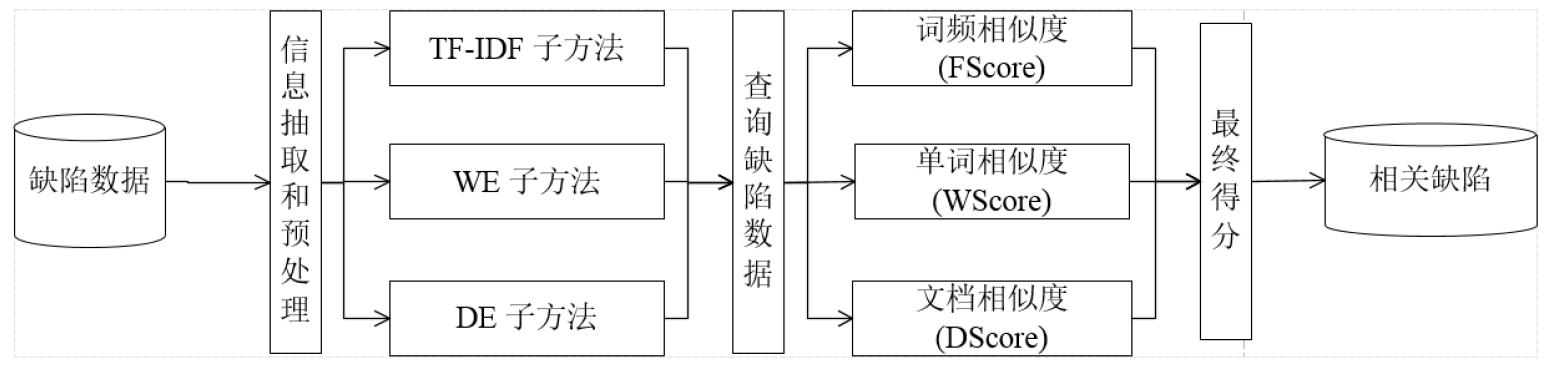 缺陷数据
信息抽取和预处理
TF-IDF 子方法
WE 子方法
DE 子方法
查询缺陷数据
词频相似度
(FScore)
单词相似度
(WScore)
文档相似度
(DScore)
最终得分
相关缺陷